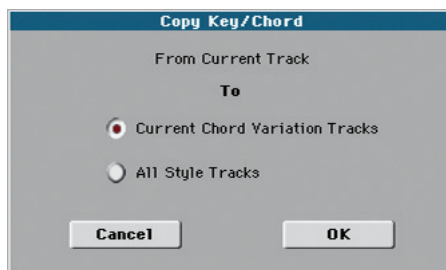 Copy Key/Chord
From Current Track
To
Current Chord Variation Tracks
All Style Tracks
Cancel
OK